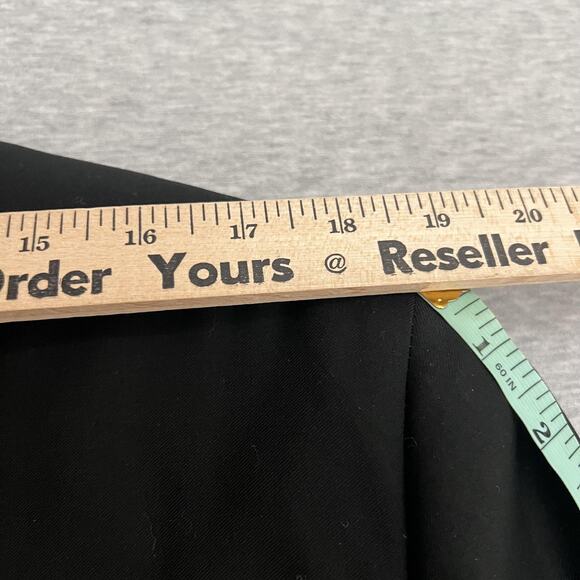 15 16 17 18 19 20
Order Yours @ Reseller
1
60 IN
2